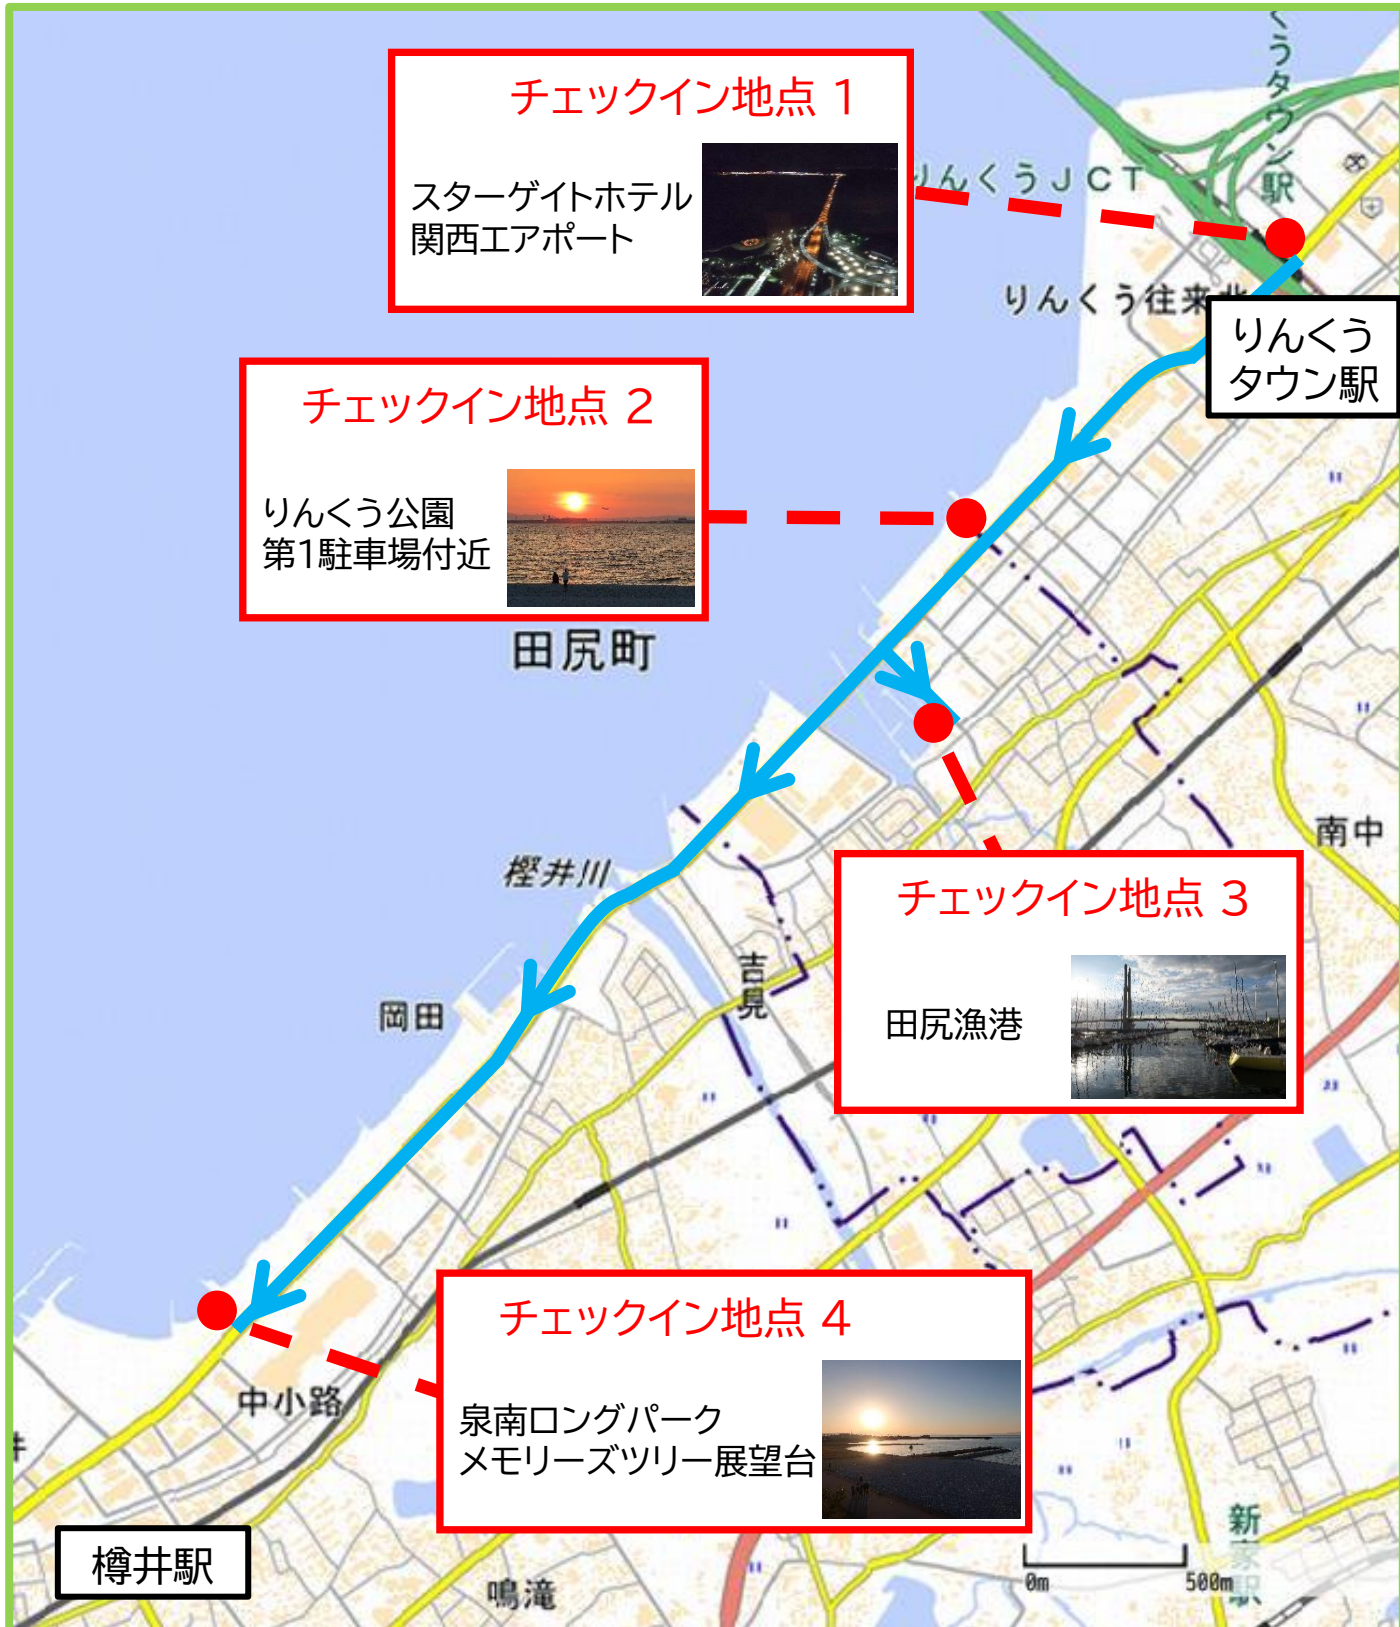 くうタウン駅
チェックイン地点 1
スターゲイトホテル
関西エアポート
りんくうJCT
りんくう往来北
りんくう
タウン駅
チェックイン地点 2
りんくう公園
第1駐車場付近
田尻町
南中
樫井川
チェックイン地点 3
田尻漁港
吉見
岡田
チェックイン地点 4
泉南ロングパーク
メモリーズツリー展望台
中小路
井
樽井駅
鳴滝
新家駅
0m
500m